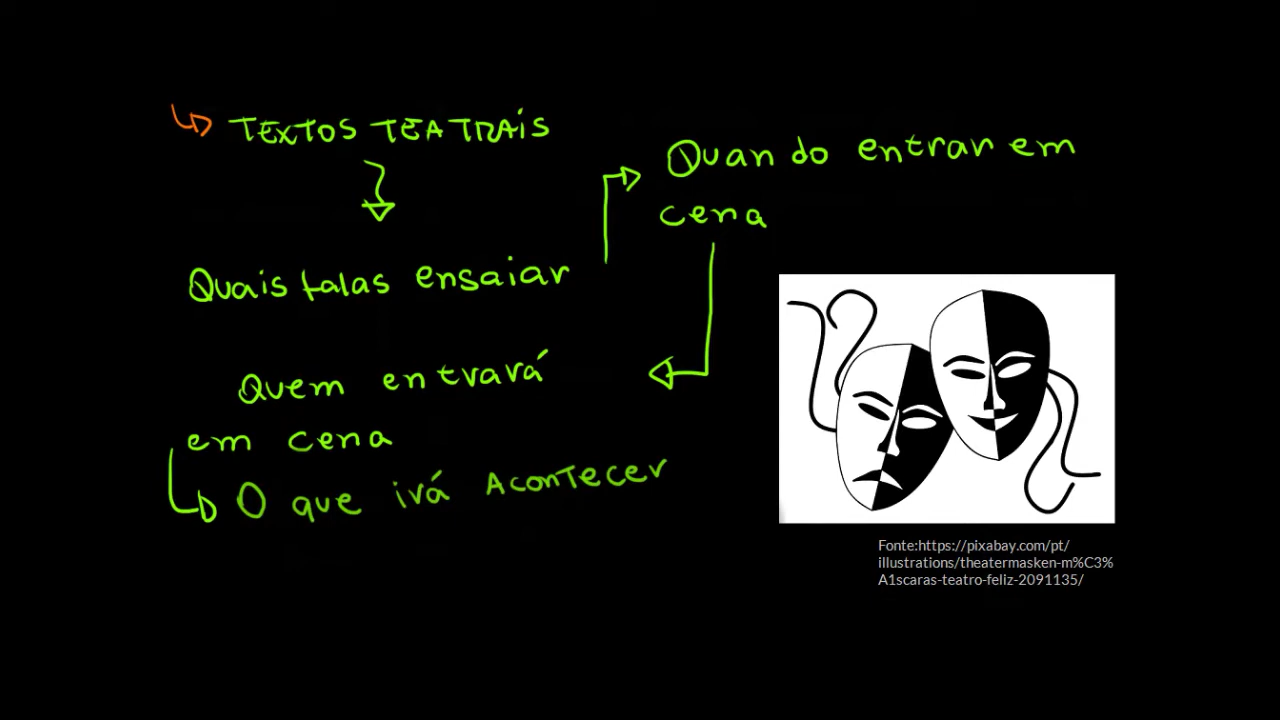 TEXTOS TEATRAIS
Quais falas ensaiar
Quando entrar em
cena
Quem entrará
em cena
O que irá Acontecer
Fonte:https://pixabay.com/pt/
illustrations/theatermasken-m%C3%
A1scaras-teatro-feliz-2091135/